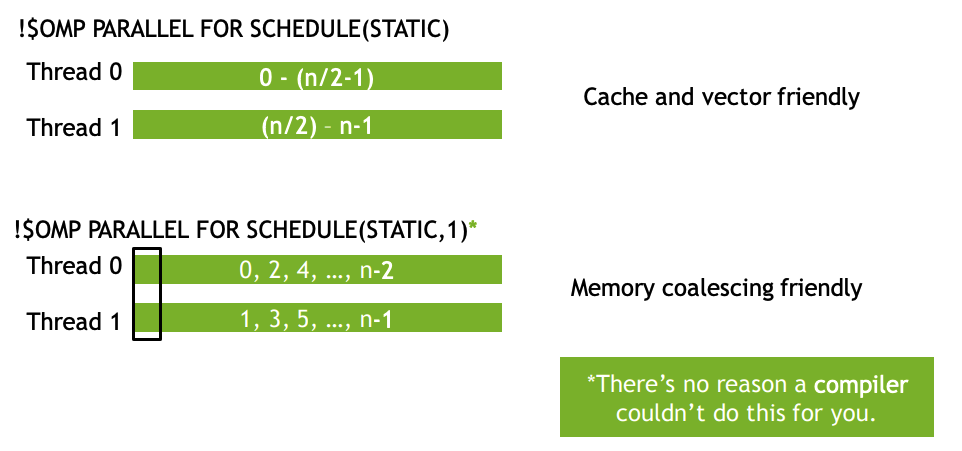 !$OMP PARALLEL FOR SCHEDULE(STATIC)
Thread 0
0 - (n/2-1)
Thread 1
(n/2) – n-1
Cache and vector friendly
!$OMP PARALLEL FOR SCHEDULE(STATIC,1)*
Thread 0
0, 2, 4, …, n-2
Thread 1
1, 3, 5, …, n-1
Memory coalescing friendly
*There’s no reason a compiler
couldn’t do this for you.